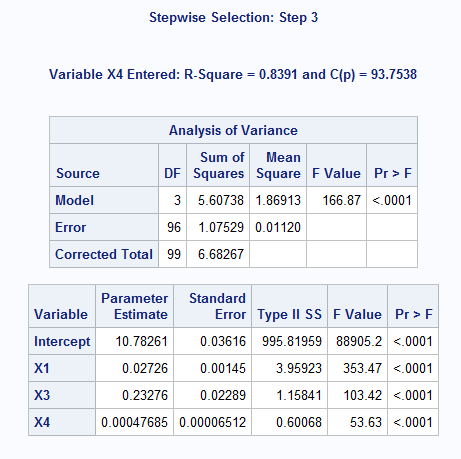 Stepwise Selection: Step 3
Variable X4 Entered: R-Square = 0.8391 and C(p) = 93.7538
Analysis of Variance
Source DF Sum of Squares Mean Square F Value Pr > F
Model 3 5.60738 1.86913 166.87 <.0001
Error 96 1.07529 0.01120
Corrected Total 99 6.68267
Variable Parameter Estimate Standard Error Type II SS F Value Pr > F
Intercept 10.78261 0.03616 995.81959 88905.2 <.0001
X1 0.02726 0.00145 3.95923 353.47 <.0001
X3 0.23276 0.02289 1.15841 103.42 <.0001
X4 0.00047685 0.00006512 0.60068 53.63 <.0001